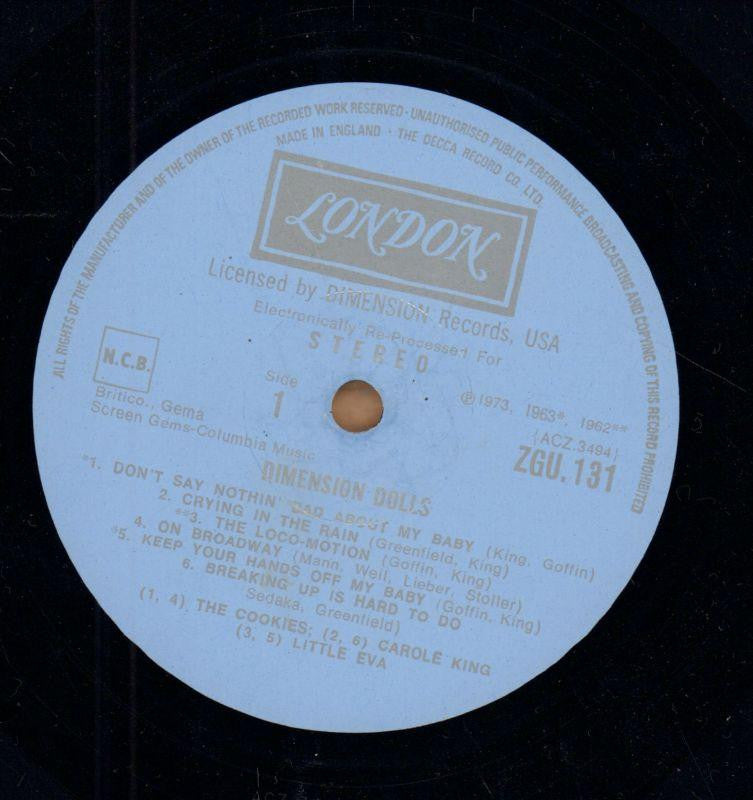 ALL RIGHTS OF THE MANUFACTURER AND OF THE OWNER OF THE RECORDED WORK RESERVED · UNAUTHORISED PUBLIC PERFORMANCE BROADCASTING AND COPYING OF THIS RECORD PROHIBITED
MADE IN ENGLAND · THE DECCA RECORD CO. LTD.
LONDON
Licensed by DIMENSION Records, USA
Electronically Re-Processed For
STEREO
N.C.B.
Britico., Gema
Screen Gems-Columbia Music
Side
1
℗ 1973, 1963*, 1962**
(ACZ.3494)
ZGU.131
DIMENSION DOLLS
*1. DON'T SAY NOTHIN' BAD ABOUT MY BABY (King, Goffin)
2. CRYING IN THE RAIN (Greenfield, King)
**3. THE LOCO-MOTION (Goffin, King)
4. ON BROADWAY (Mann, Weil, Lieber, Stoller)
*5. KEEP YOUR HANDS OFF MY BABY (Goffin, King)
6. BREAKING UP IS HARD TO DO
Sedaka, Greenfield)
(1, 4) THE COOKIES; (2, 6) CAROLE KING
(3, 5) LITTLE EVA